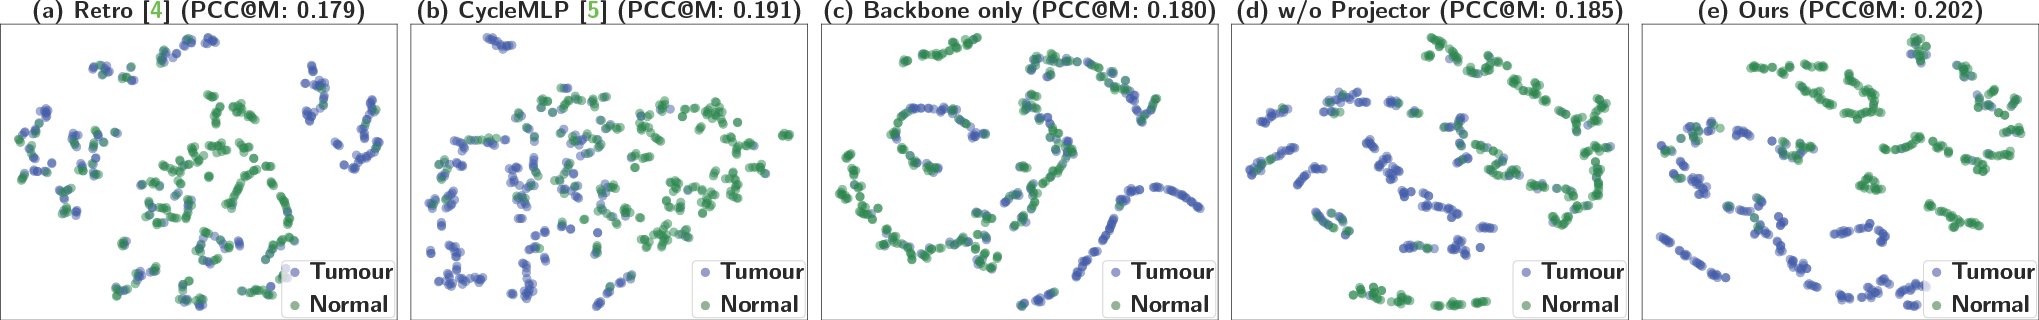 (a) Retro [4] (PCC@M: 0.179)
(b) CycleMLP [5] (PCC@M: 0.191)
(c) Backbone only (PCC@M: 0.180)
(d) w/o Projector (PCC@M: 0.185)
(e) Ours (PCC@M: 0.202)
Tumour
Normal
Tumour
Normal
Tumour
Normal
Tumour
Normal
Tumour
Normal